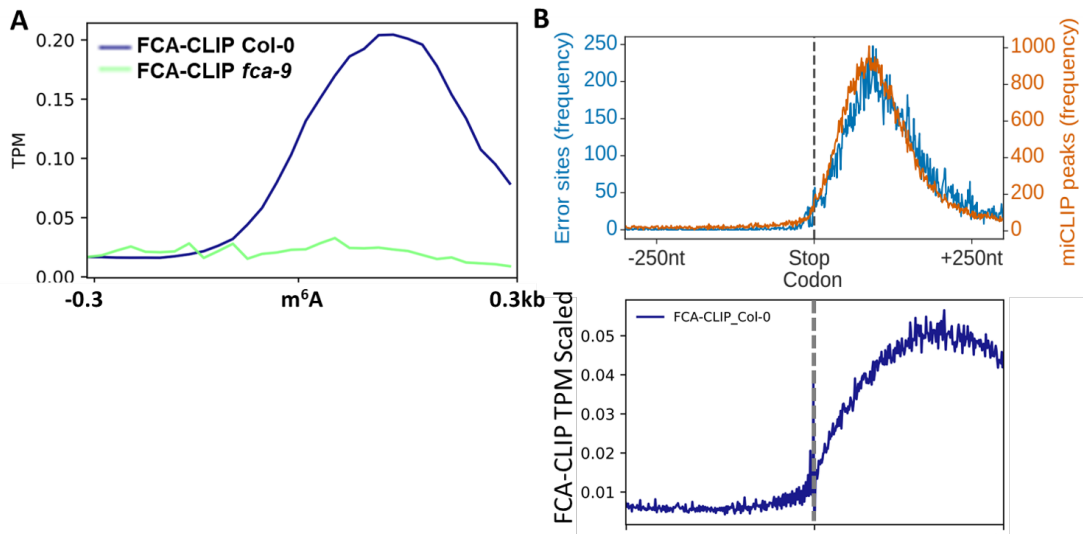 A
FCA-CLIP Col-0
FCA-CLIP fca-9
0.20
0.15
0.10
0.05
0.00
TPM
-0.3
m⁶A
0.3kb
B
250
200
150
100
50
0
Error sites (frequency)
1000
800
600
400
200
0
miCLIP peaks (frequency)
-250nt
Stop
Codon
+250nt
FCA-CLIP_Col-0
0.05
0.04
0.03
0.02
0.01
FCA-CLIP TPM Scaled